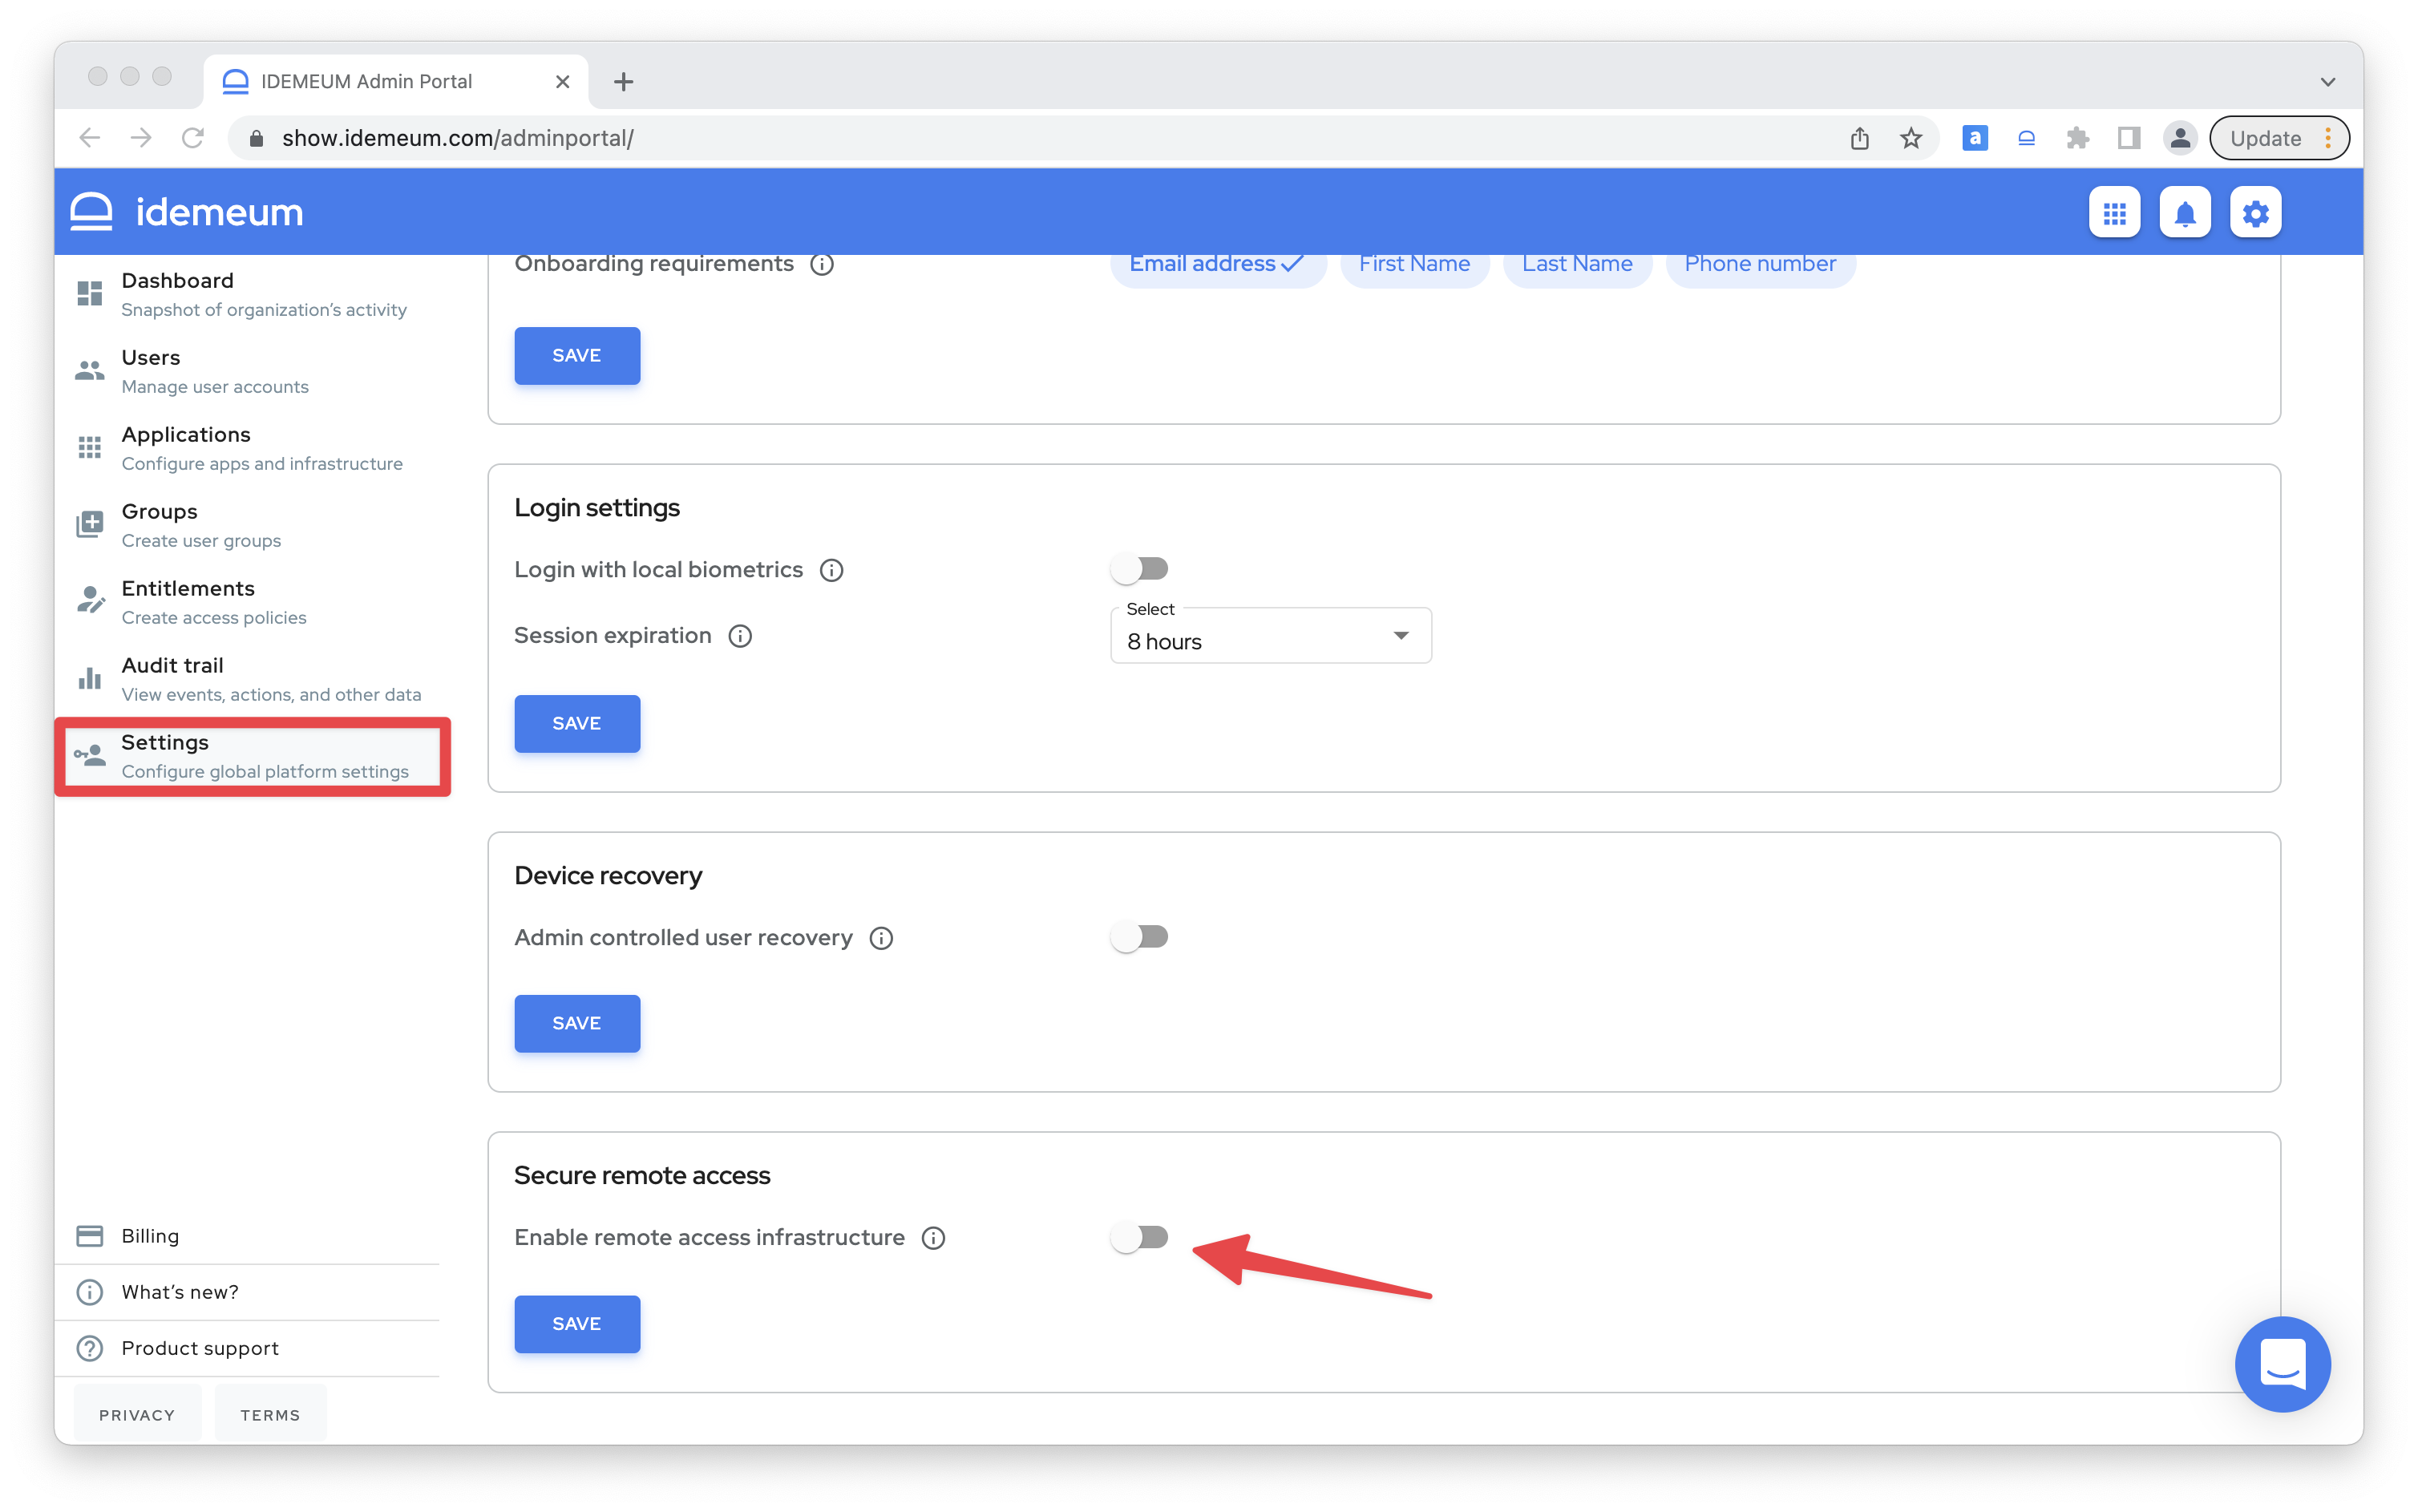 IDEMEUM Admin Portal
show.idemeum.com/adminportal/
a
Update
idemeum
Dashboard
Snapshot of organization’s activity
Users
Manage user accounts
Applications
Configure apps and infrastructure
Groups
Create user groups
Entitlements
Create access policies
Audit trail
View events, actions, and other data
Settings
Configure global platform settings
Billing
What’s new?
Product support
PRIVACY TERMS
Onboarding requirements
Email address First Name Last Name Phone number
SAVE
Login settings
Login with local biometrics
Session expiration
Select
8 hours
SAVE
Device recovery
Admin controlled user recovery
SAVE
Secure remote access
Enable remote access infrastructure
SAVE